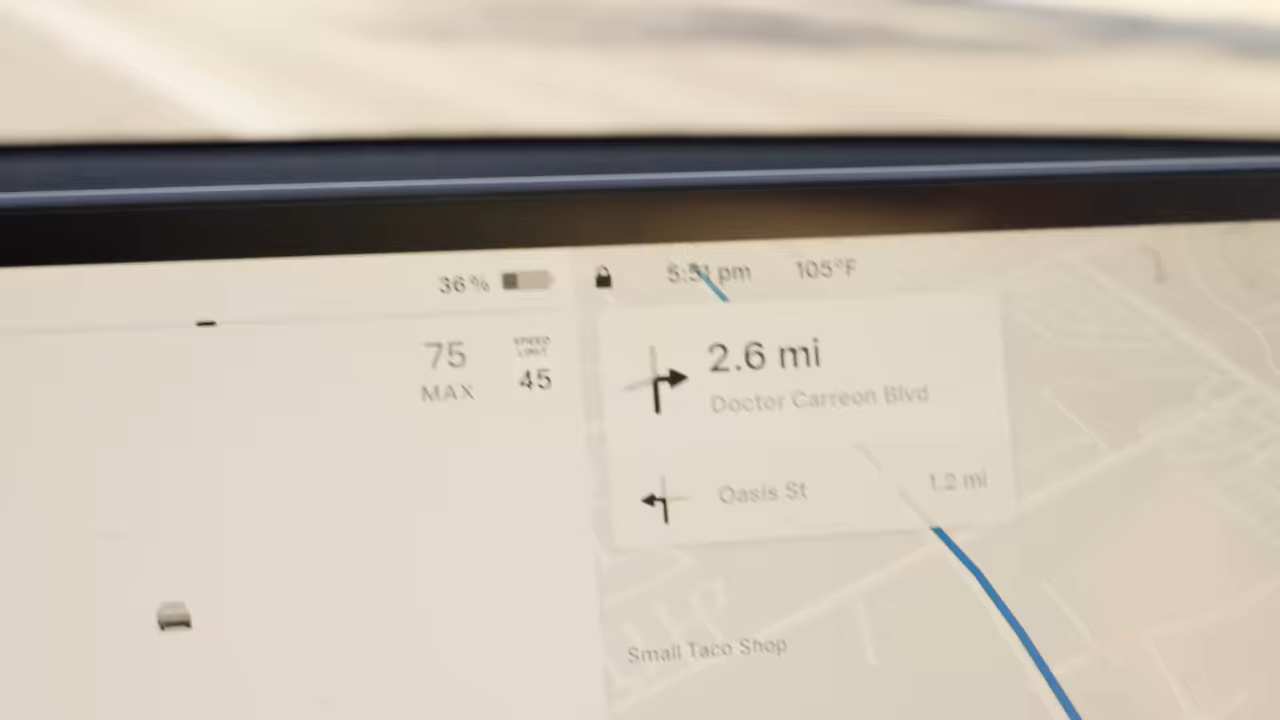 36%
5:51 pm
105°F
75
MAX
SPEED
LIMIT
45
2.6 mi
Doctor Carreon Blvd
Oasis St
1.2 mi
Small Taco Shop